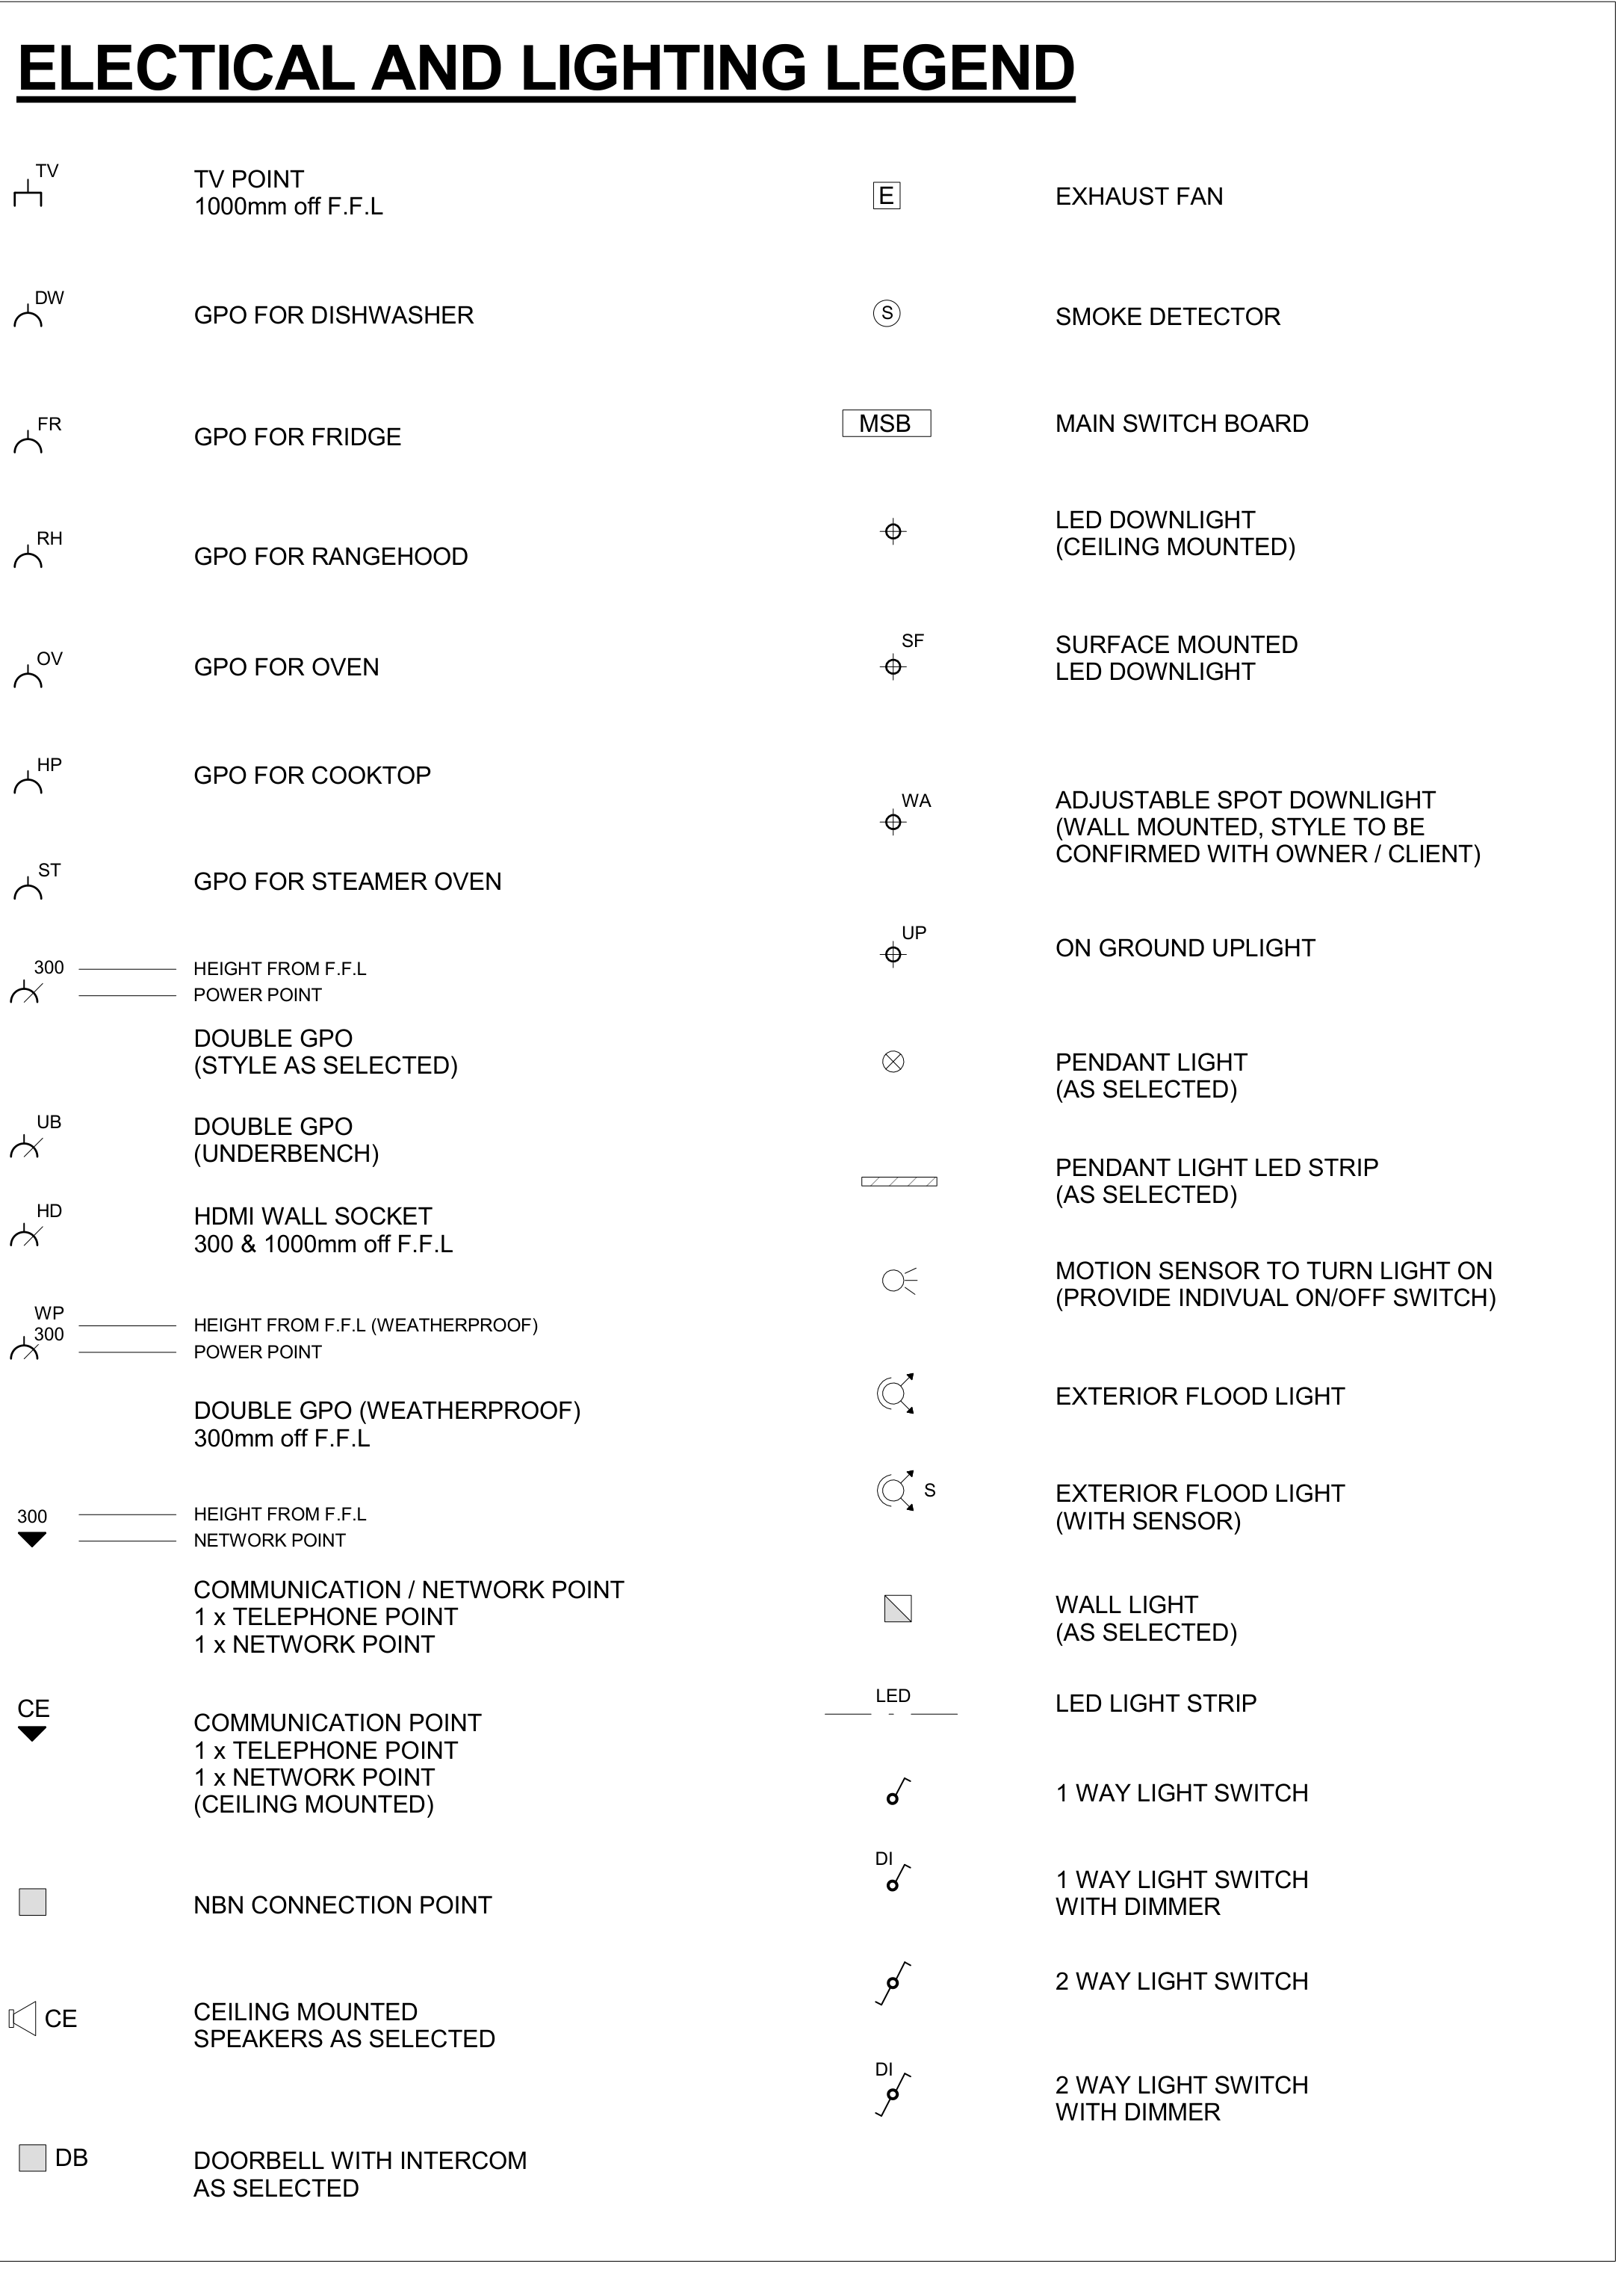 ELECTICAL AND LIGHTING LEGEND
TV
TV POINT
1000mm off F.F.L
DW
GPO FOR DISHWASHER
FR
GPO FOR FRIDGE
RH
GPO FOR RANGEHOOD
OV
GPO FOR OVEN
HP
GPO FOR COOKTOP
ST
GPO FOR STEAMER OVEN
300
HEIGHT FROM F.F.L
POWER POINT
DOUBLE GPO
(STYLE AS SELECTED)
UB
DOUBLE GPO
(UNDERBENCH)
HD
HDMI WALL SOCKET
300 & 1000mm off F.F.L
WP
300
HEIGHT FROM F.F.L (WEATHERPROOF)
POWER POINT
DOUBLE GPO (WEATHERPROOF)
300mm off F.F.L
300
HEIGHT FROM F.F.L
NETWORK POINT
COMMUNICATION / NETWORK POINT
1 x TELEPHONE POINT
1 x NETWORK POINT
CE
COMMUNICATION POINT
1 x TELEPHONE POINT
1 x NETWORK POINT
(CEILING MOUNTED)
NBN CONNECTION POINT
CE
CEILING MOUNTED
SPEAKERS AS SELECTED
DB
DOORBELL WITH INTERCOM
AS SELECTED
E
EXHAUST FAN
S
SMOKE DETECTOR
MSB
MAIN SWITCH BOARD
LED DOWNLIGHT
(CEILING MOUNTED)
SF
SURFACE MOUNTED
LED DOWNLIGHT
WA
ADJUSTABLE SPOT DOWNLIGHT
(WALL MOUNTED, STYLE TO BE
CONFIRMED WITH OWNER / CLIENT)
UP
ON GROUND UPLIGHT
PENDANT LIGHT
(AS SELECTED)
PENDANT LIGHT LED STRIP
(AS SELECTED)
MOTION SENSOR TO TURN LIGHT ON
(PROVIDE INDIVUAL ON/OFF SWITCH)
EXTERIOR FLOOD LIGHT
S
EXTERIOR FLOOD LIGHT
(WITH SENSOR)
WALL LIGHT
(AS SELECTED)
LED
LED LIGHT STRIP
1 WAY LIGHT SWITCH
DI
1 WAY LIGHT SWITCH
WITH DIMMER
2 WAY LIGHT SWITCH
DI
2 WAY LIGHT SWITCH
WITH DIMMER